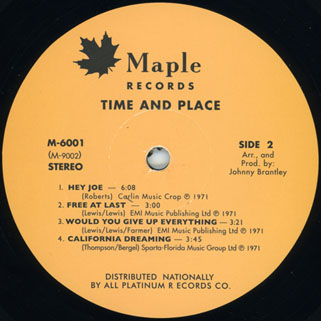 Maple
RECORDS
TIME AND PLACE
M-6001
(M-9002)
STEREO
SIDE 2
Arr., and
Prod. by:
Johnny Brantley
1. HEY JOE — 6:08
(Roberts) Carlin Music Crop ℗ 1971
2. FREE AT LAST — 3:00
(Lewis/Lewis) EMI Music Publishing Ltd ℗ 1971
3. WOULD YOU GIVE UP EVERYTHING — 3:21
(Lewis/Lewis/Farmer) EMI Music Publishing Ltd ℗ 1971
4. CALIFORNIA DREAMING — 3:45
(Thompson/Bergel) Sparta-Florida Music Group Ltd ℗ 1971
DISTRIBUTED NATIONALLY
BY ALL PLATINUM R ECORDS CO.